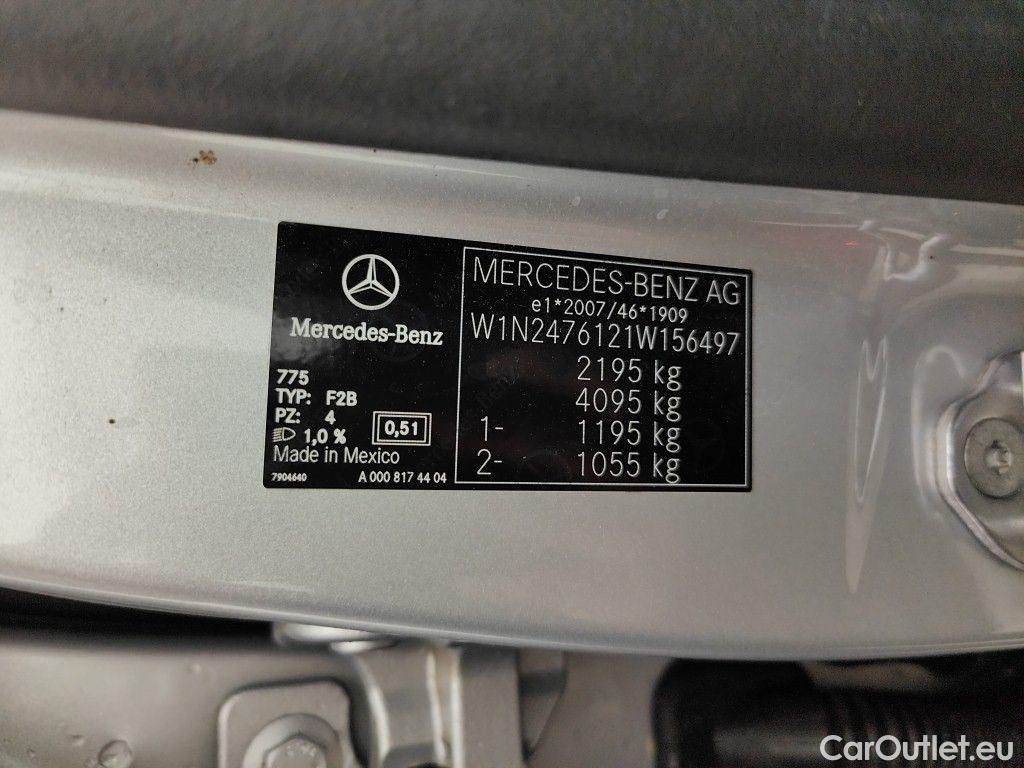 Mercedes-Benz
775
TYP: F2B
PZ: 4
1,0 %
0,51
Made in Mexico
7904640 A 000 817 44 04
MERCEDES-BENZ AG
e1*2007/46*1909
W1N2476121W156497
2195 kg
4095 kg
1- 1195 kg
2- 1055 kg
CarOutlet.eu